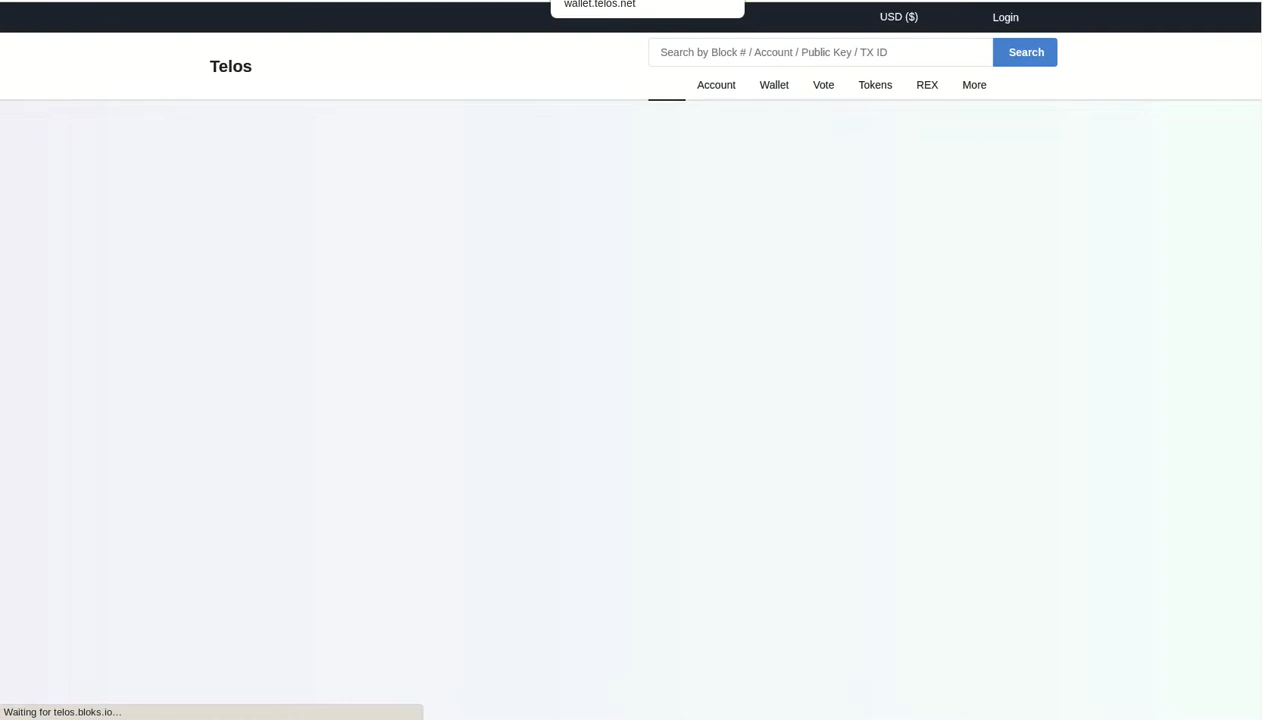 wallet.telos.net
USD ($)
Login
Telos
Search by Block # / Account / Public Key / TX ID
Search
Account
Wallet
Vote
Tokens
REX
More
Waiting for telos.bloks.io…